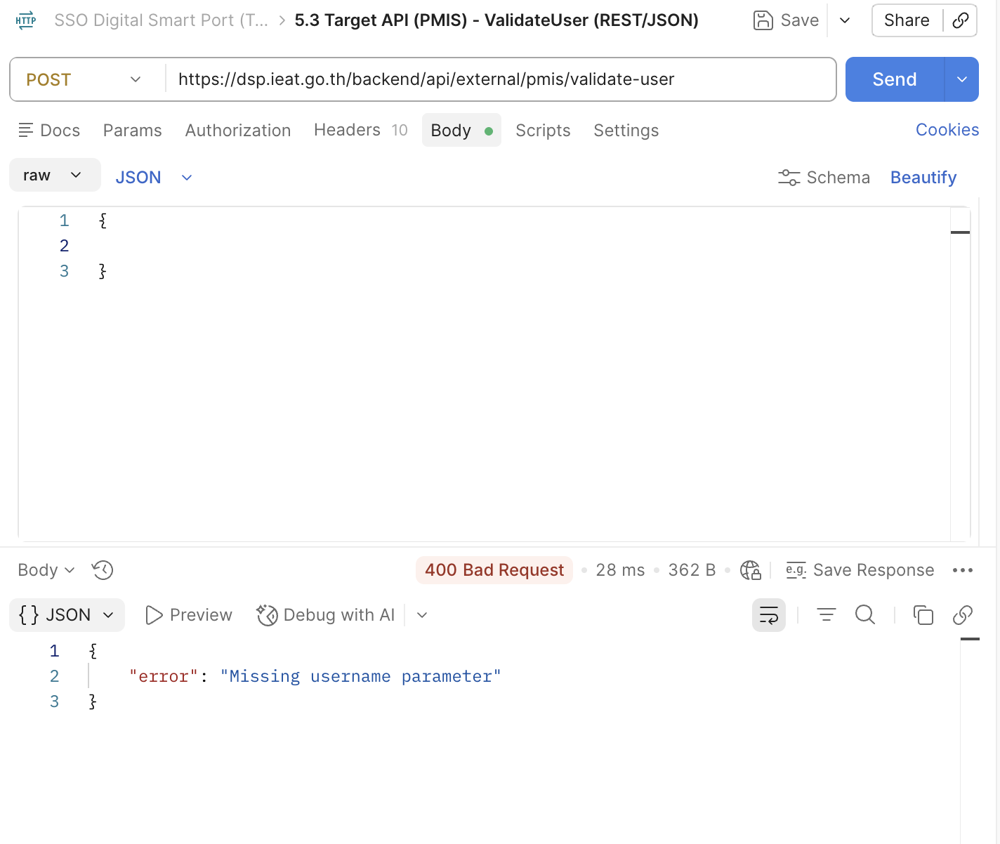 HTTP SSO Digital Smart Port (T... > 5.3 Target API (PMIS) - ValidateUser (REST/JSON) Save Share
POST https://dsp.ieat.go.th/backend/api/external/pmis/validate-user Send
Docs Params Authorization Headers 10 Body Scripts Settings Cookies
raw JSON Schema Beautify
1 {
2
3 }
Body 400 Bad Request • 28 ms • 362 B • e.g. Save Response •••
{} JSON Preview Debug with AI
1 {
2 "error": "Missing username parameter"
3 }